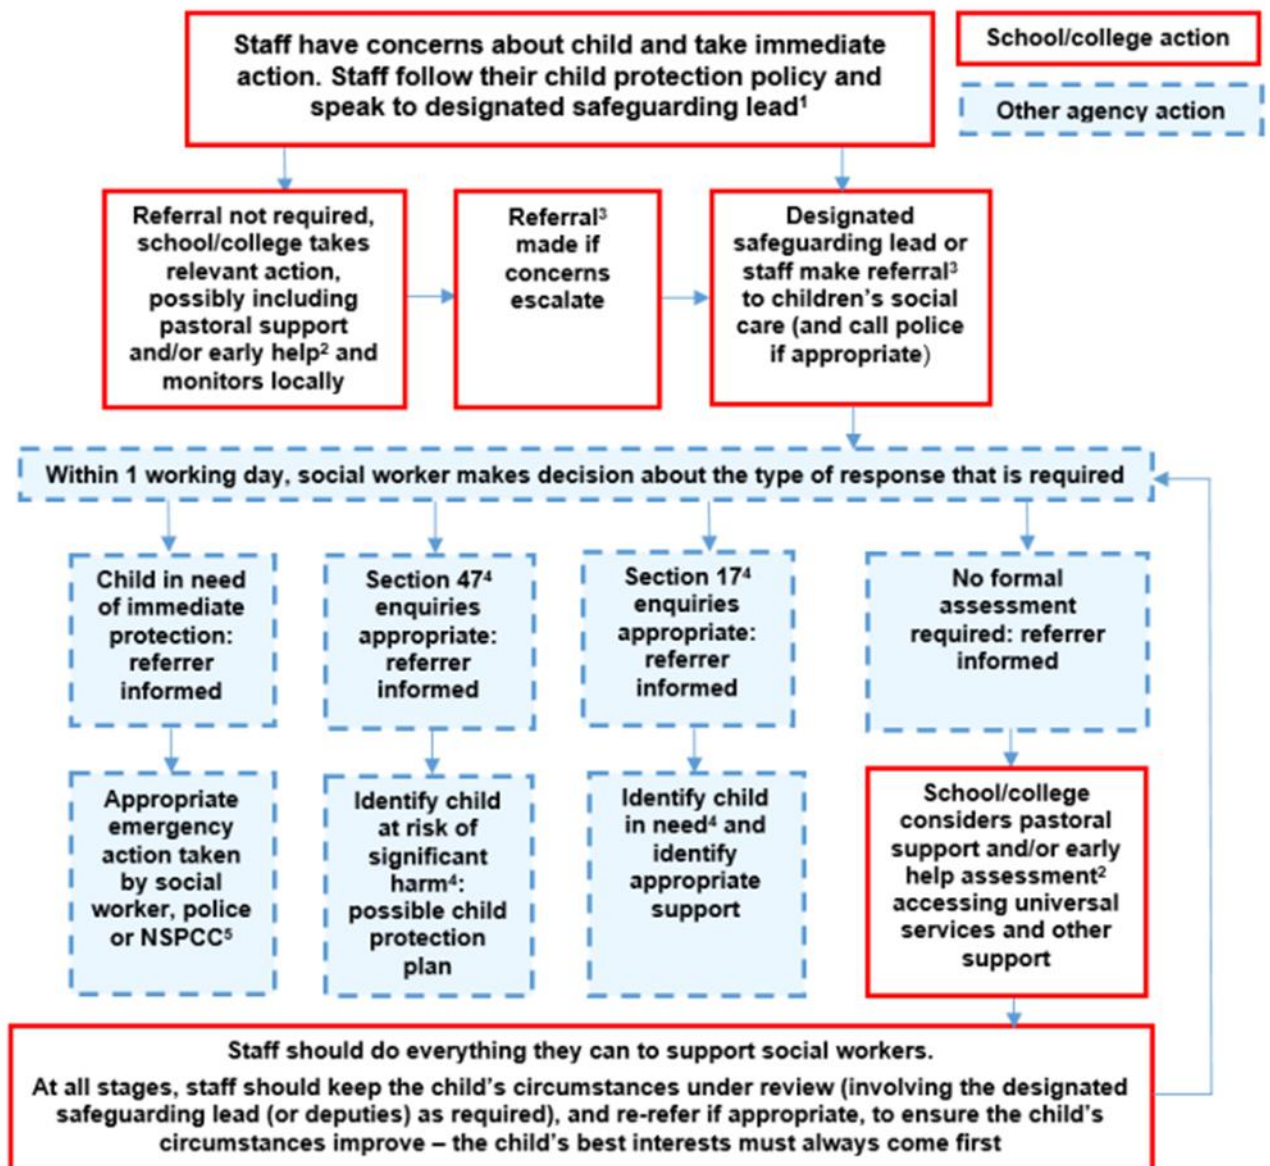 Staff have concerns about child and take immediate
action. Staff follow their child protection policy and
speak to designated safeguarding lead¹
School/college action
Other agency action
Referral not required,
school/college takes
relevant action,
possibly including
pastoral support
and/or early help² and
monitors locally
Referral³
made if
concerns
escalate
Designated
safeguarding lead or
staff make referral³
to children’s social
care (and call police
if appropriate)
Within 1 working day, social worker makes decision about the type of response that is required
Child in need
of immediate
protection:
referrer
informed
Section 47⁴
enquiries
appropriate:
referrer
informed
Section 17⁴
enquiries
appropriate:
referrer
informed
No formal
assessment
required: referrer
informed
Appropriate
emergency
action taken
by social
worker, police
or NSPCC⁵
Identify child
at risk of
significant
harm⁴:
possible child
protection
plan
Identify child
in need⁴ and
identify
appropriate
support
School/college
considers pastoral
support and/or early
help assessment²
accessing universal
services and other
support
Staff should do everything they can to support social workers.
At all stages, staff should keep the child’s circumstances under review (involving the designated
safeguarding lead (or deputies) as required), and re-refer if appropriate, to ensure the child’s
circumstances improve – the child’s best interests must always come first